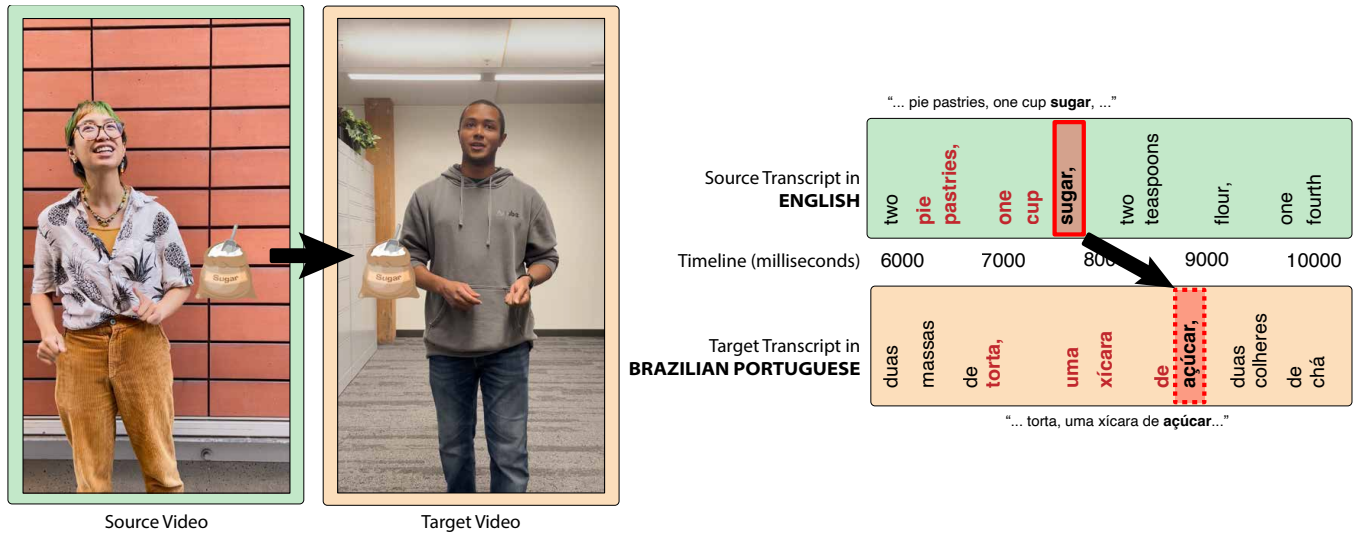 Sugar
Sugar
Source Video
Target Video
"... pie pastries, one cup sugar, ..."
Source Transcript in
ENGLISH
two
pie
pastries,
one
cup
sugar,
two
teaspoons
flour,
one
fourth
Timeline (milliseconds)
6000
7000
9000
10000
Target Transcript in
BRAZILIAN PORTUGUESE
duas
massas
de
torta,
uma
xícara
de
açúcar,
duas
colheres
de
chá
"... torta, uma xícara de açúcar..."